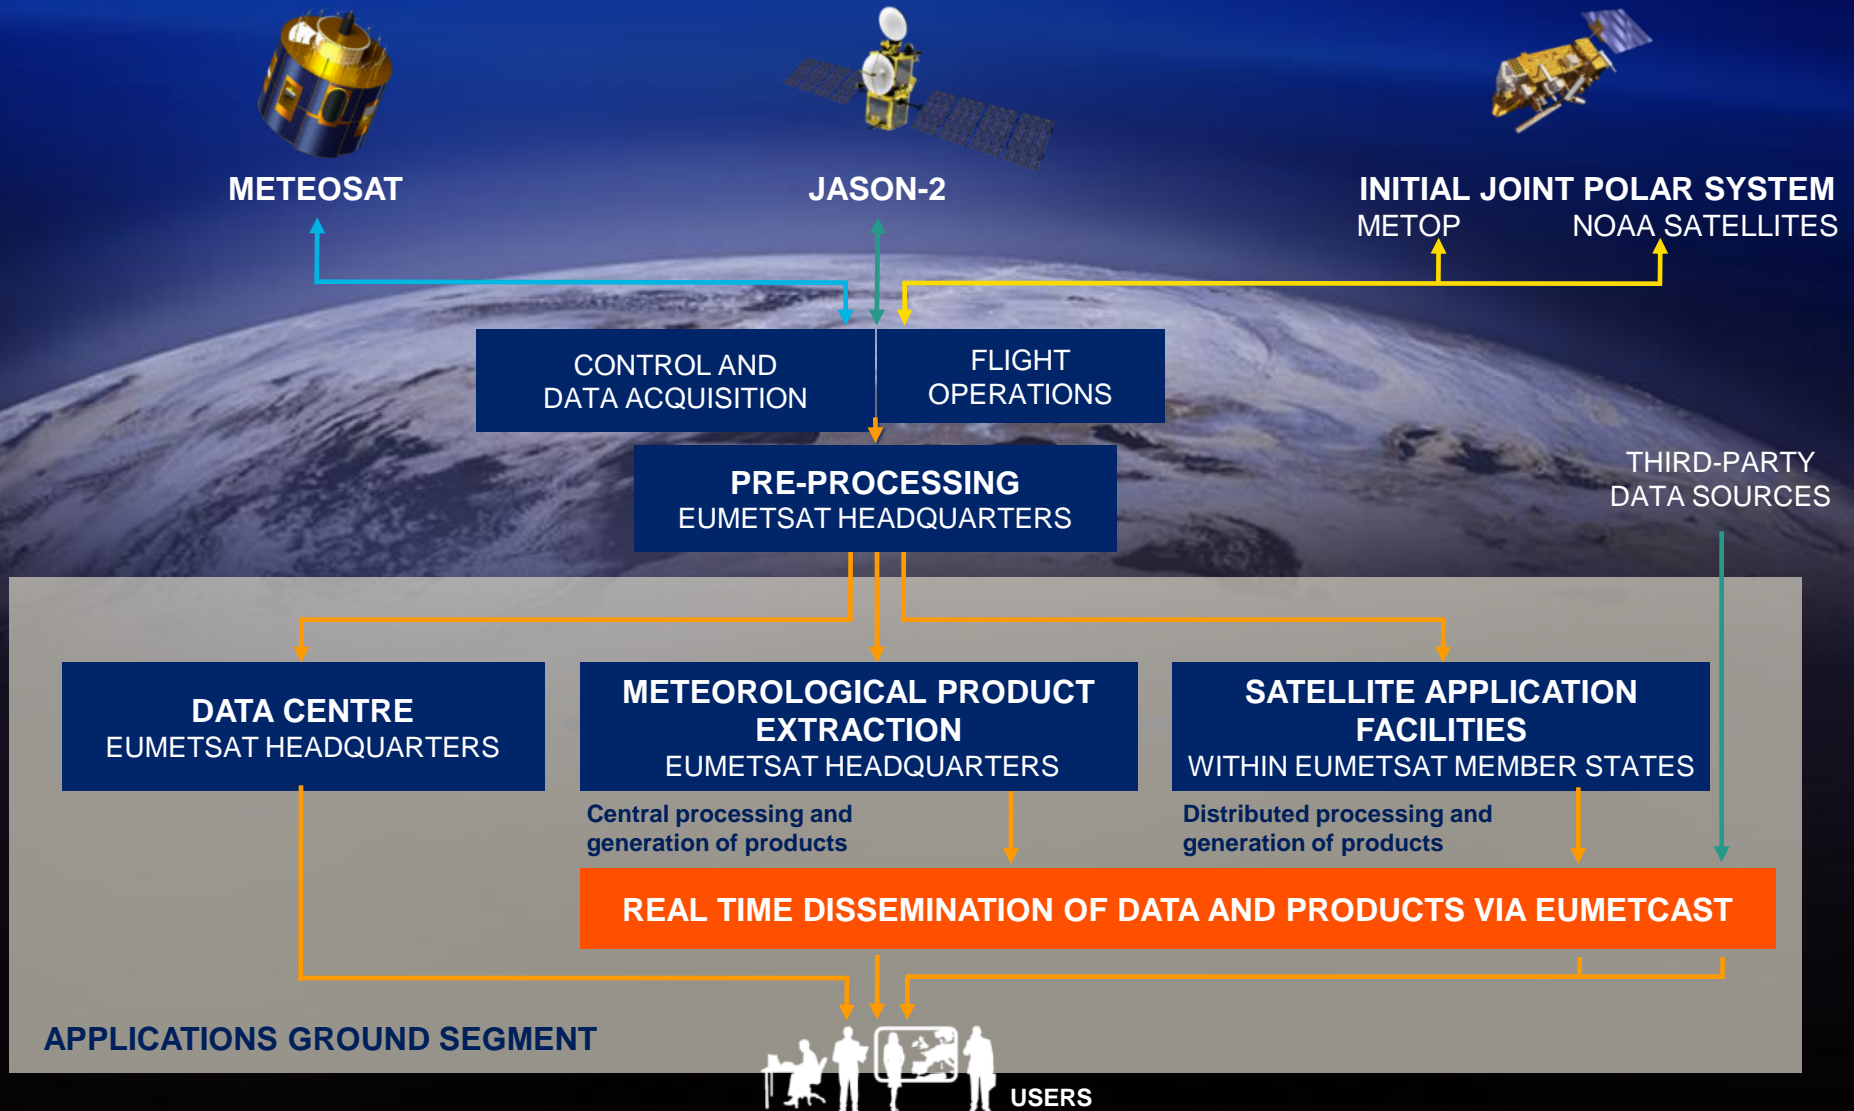 METEOSAT
JASON-2
INITIAL JOINT POLAR SYSTEM
METOP NOAA SATELLITES
CONTROL AND
DATA ACQUISITION
FLIGHT
OPERATIONS
PRE-PROCESSING
EUMETSAT HEADQUARTERS
THIRD-PARTY
DATA SOURCES
DATA CENTRE
EUMETSAT HEADQUARTERS
METEOROLOGICAL PRODUCT
EXTRACTION
EUMETSAT HEADQUARTERS
SATELLITE APPLICATION
FACILITIES
WITHIN EUMETSAT MEMBER STATES
Central processing and
generation of products
Distributed processing and
generation of products
REAL TIME DISSEMINATION OF DATA AND PRODUCTS VIA EUMETCAST
APPLICATIONS GROUND SEGMENT
USERS